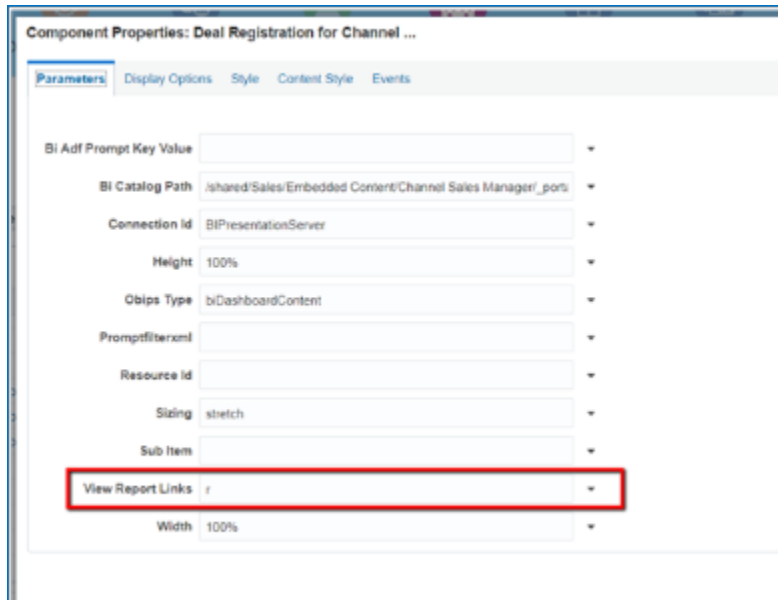 Component Properties: Deal Registration for Channel ...
Parameters Display Options Style Content Style Events
Bi Adf Prompt Key Value
Bi Catalog Path /shared/Sales/Embedded Content/Channel Sales Manager/_porta
Connection Id BIPresentationServer
Height 100%
Obips Type biDashboardContent
Promptfilterxml
Resource Id
Sizing stretch
Sub Item
View Report Links r
Width 100%